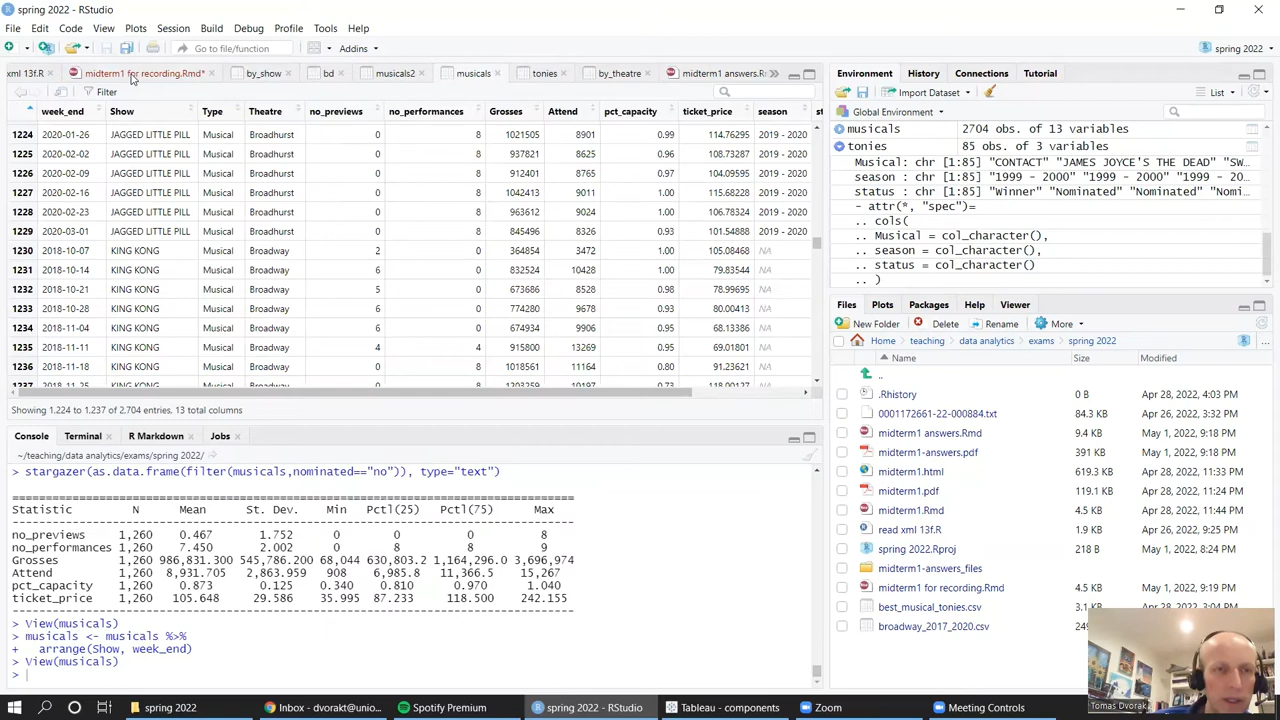 spring 2022 - RStudio
File Edit Code View Plots Session Build Debug Profile Tools Help
Go to file/function Addins spring 2022
xml 13f.R midterm1 for recording.Rmd* by_show bd musicals2 musicals tonies by_theatre midterm1 answers.R
Filter
week_end Show Type Theatre no_previews no_performances Grosses Attend pct_capacity ticket_price season
1224 2020-01-26 JAGGED LITTLE PILL Musical Broadhurst 0 8 1021505 8901 0.99 114.76295 2019 - 2020
1225 2020-02-02 JAGGED LITTLE PILL Musical Broadhurst 0 8 937821 8625 0.96 108.73287 2019 - 2020
1226 2020-02-09 JAGGED LITTLE PILL Musical Broadhurst 0 8 912401 8765 0.97 104.09595 2019 - 2020
1227 2020-02-16 JAGGED LITTLE PILL Musical Broadhurst 0 8 1042413 9011 1.00 115.68228 2019 - 2020
1228 2020-02-23 JAGGED LITTLE PILL Musical Broadhurst 0 8 963612 9024 1.00 106.78324 2019 - 2020
1229 2020-03-01 JAGGED LITTLE PILL Musical Broadhurst 0 8 845496 8326 0.93 101.54888 2019 - 2020
1230 2018-10-07 KING KONG Musical Broadway 2 0 364854 3472 1.00 105.08468 NA
1231 2018-10-14 KING KONG Musical Broadway 6 0 832524 10428 1.00 79.83544 NA
1232 2018-10-21 KING KONG Musical Broadway 5 0 673686 8528 0.98 78.99695 NA
1233 2018-10-28 KING KONG Musical Broadway 6 0 774280 9678 0.93 80.00413 NA
1234 2018-11-04 KING KONG Musical Broadway 6 0 674934 9906 0.95 68.13386 NA
1235 2018-11-11 KING KONG Musical Broadway 4 4 915800 13269 0.95 69.01801 NA
1236 2018-11-18 KING KONG Musical Broadway 0 8 1018561 11164 0.80 91.23621 NA
1237 2018-11-25 KING KONG Musical Broadway 0 8 1203259 10197 0.73 118.00127 NA
Showing 1,224 to 1,237 of 2,704 entries, 13 total columns
Console Terminal R Markdown Jobs
~/teaching/data analytics/exams/spring 2022/
> stargazer(as.data.frame(filter(musicals,nominated=="no")), type="text")
==========================================================================
Statistic N Mean St. Dev. Min Pctl(25) Pctl(75) Max
--------------------------------------------------------------------------
no_previews 1,260 0.467 1.752 0 0 0 8
no_performances 1,260 7.450 2.002 0 8 8 9
Grosses 1,260 986,831.300 545,786.200 68,044 630,803.2 1,164,296.0 3,696,974
Attend 1,260 8,931.705 2,863.959 908 6,985.8 11,366.5 15,267
pct_capacity 1,260 0.873 0.125 0.340 0.810 0.970 1.040
ticket_price 1,260 105.648 29.586 35.995 87.233 118.500 242.155
--------------------------------------------------------------------------
> View(musicals)
> musicals <- musicals %>%
+ arrange(Show, week_end)
> View(musicals)
>
Environment History Connections Tutorial
Import Dataset List
Global Environment
musicals 2704 obs. of 13 variables
tonies 85 obs. of 3 variables
Musical: chr [1:85] "CONTACT" "JAMES JOYCE'S THE DEAD" "SW…
season : chr [1:85] "1999 - 2000" "1999 - 2000" "1999 - 20…
status : chr [1:85] "Winner" "Nominated" "Nominated" "Nomi…
- attr(*, "spec")=
.. cols(
.. Musical = col_character(),
.. season = col_character(),
.. status = col_character()
.. )
Files Plots Packages Help Viewer
New Folder Delete Rename More
Home teaching data analytics exams spring 2022
Name Size Modified
..
.Rhistory 0 B Apr 28, 2022, 4:03 PM
0001172661-22-000884.txt 84.3 KB Apr 26, 2022, 3:32 PM
midterm1 answers.Rmd 9.4 KB May 1, 2022, 9:18 PM
midterm1-answers.pdf 391 KB May 1, 2022, 9:18 PM
midterm1.html 619.3 KB Apr 28, 2022, 11:33 PM
midterm1.pdf 119.1 KB Apr 28, 2022, 11:24 PM
midterm1.Rmd 4.5 KB Apr 28, 2022, 11:44 PM
read xml 13f.R 1.9 KB Apr 26, 2022, 9:25 PM
spring 2022.Rproj 218 B May 1, 2022, 8:24 PM
midterm1-answers_files
midterm1 for recording.Rmd 4.5 KB May 1, 2022, 9:19 PM
best_musical_tonies.csv 3.1 K Apr 28, 2022, 3:04 PM
broadway_2017_2020.csv
Tomas Dvorak
spring 2022 Inbox - dvorakt@unio... Spotify Premium spring 2022 - RStudio Tableau - components Zoom Meeting Controls